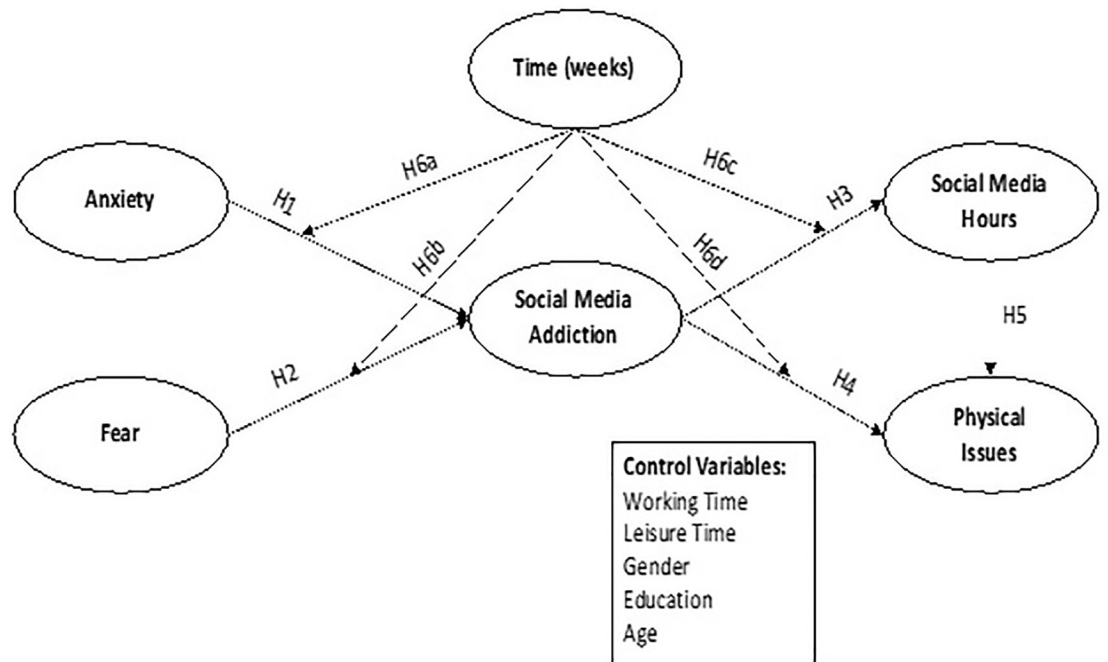 Time (weeks)
H6a
H6c
Anxiety
H1
H3
Social Media
Hours
H6b
H6d
Social Media
Addiction
H5
H2
H4
Fear
Physical
Issues
Control Variables:
Working Time
Leisure Time
Gender
Education
Age